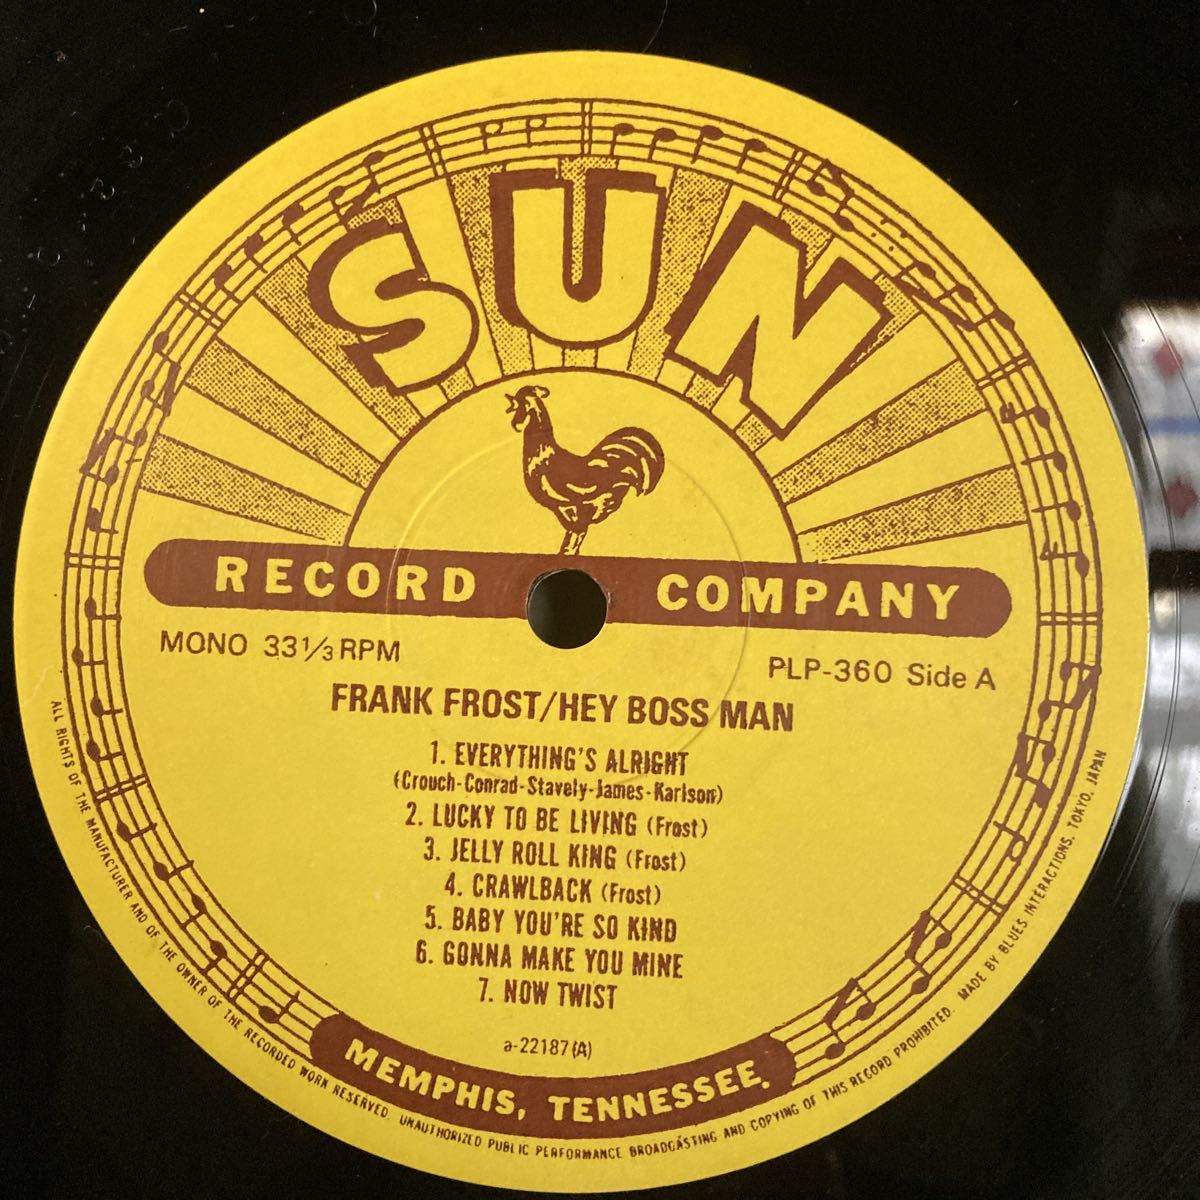 SUN
RECORD COMPANY
MONO 33 1/3 RPM
PLP-360 Side A
FRANK FROST/HEY BOSS MAN
1. EVERYTHING'S ALRIGHT
(Crouch-Conrad-Stavely-James-Karlson)
2. LUCKY TO BE LIVING (Frost)
3. JELLY ROLL KING (Frost)
4. CRAWLBACK (Frost)
5. BABY YOU'RE SO KIND
6. GONNA MAKE YOU MINE
7. NOW TWIST
a-22187(A)
MEMPHIS, TENNESSEE.
ALL RIGHTS OF THE MANUFACTURER AND OF THE OWNER OF THE RECORDED WORK RESERVED. UNAUTHORIZED PUBLIC PERFORMANCE BROADCASTING AND COPYING OF THIS RECORD PROHIBITED. MADE BY BLUES INTERACTIONS, TOKYO, JAPAN